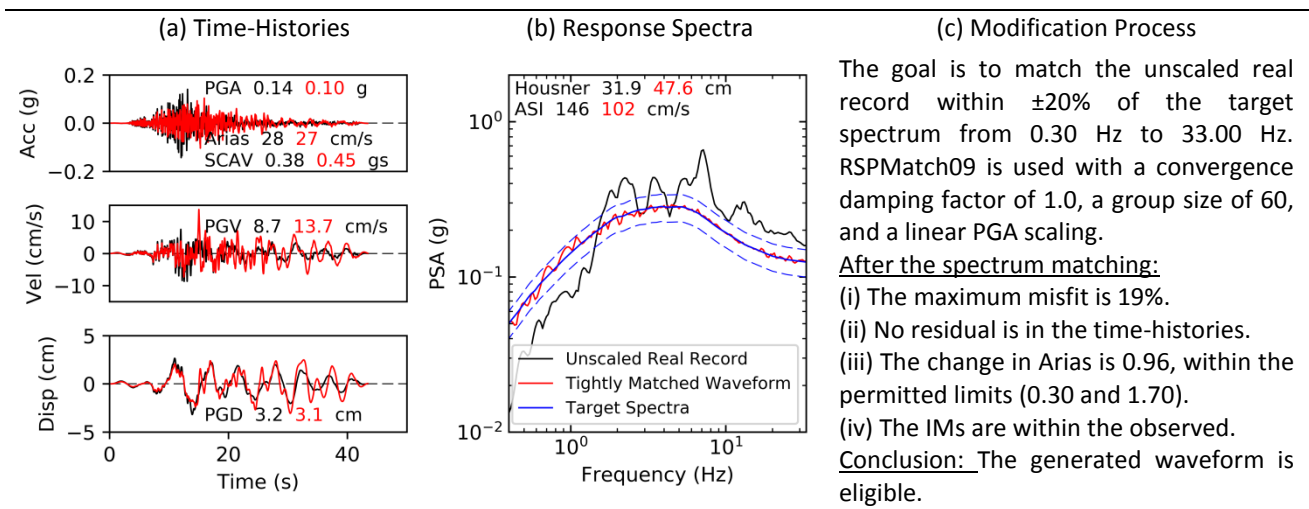 (a) Time-Histories
(b) Response Spectra
(c) Modification Process
Acc (g)
0.2
0.0
−0.2
PGA 0.14 0.10 g
Arias 28 27 cm/s
SCAV 0.38 0.45 gs
Vel (cm/s)
10
0
−10
PGV 8.7 13.7 cm/s
Disp (cm)
5
0
−5
PGD 3.2 3.1 cm
0
20
40
Time (s)
PSA (g)
10⁰
10⁻¹
10⁻²
Housner 31.9 47.6 cm
ASI 146 102 cm/s
Unscaled Real Record
Tightly Matched Waveform
Target Spectra
10⁰
10¹
Frequency (Hz)
The goal is to match the unscaled real
record within ±20% of the target
spectrum from 0.30 Hz to 33.00 Hz.
RSPMatch09 is used with a convergence
damping factor of 1.0, a group size of 60,
and a linear PGA scaling.
After the spectrum matching:
(i) The maximum misfit is 19%.
(ii) No residual is in the time-histories.
(iii) The change in Arias is 0.96, within the
permitted limits (0.30 and 1.70).
(iv) The IMs are within the observed.
Conclusion: The generated waveform is
eligible.